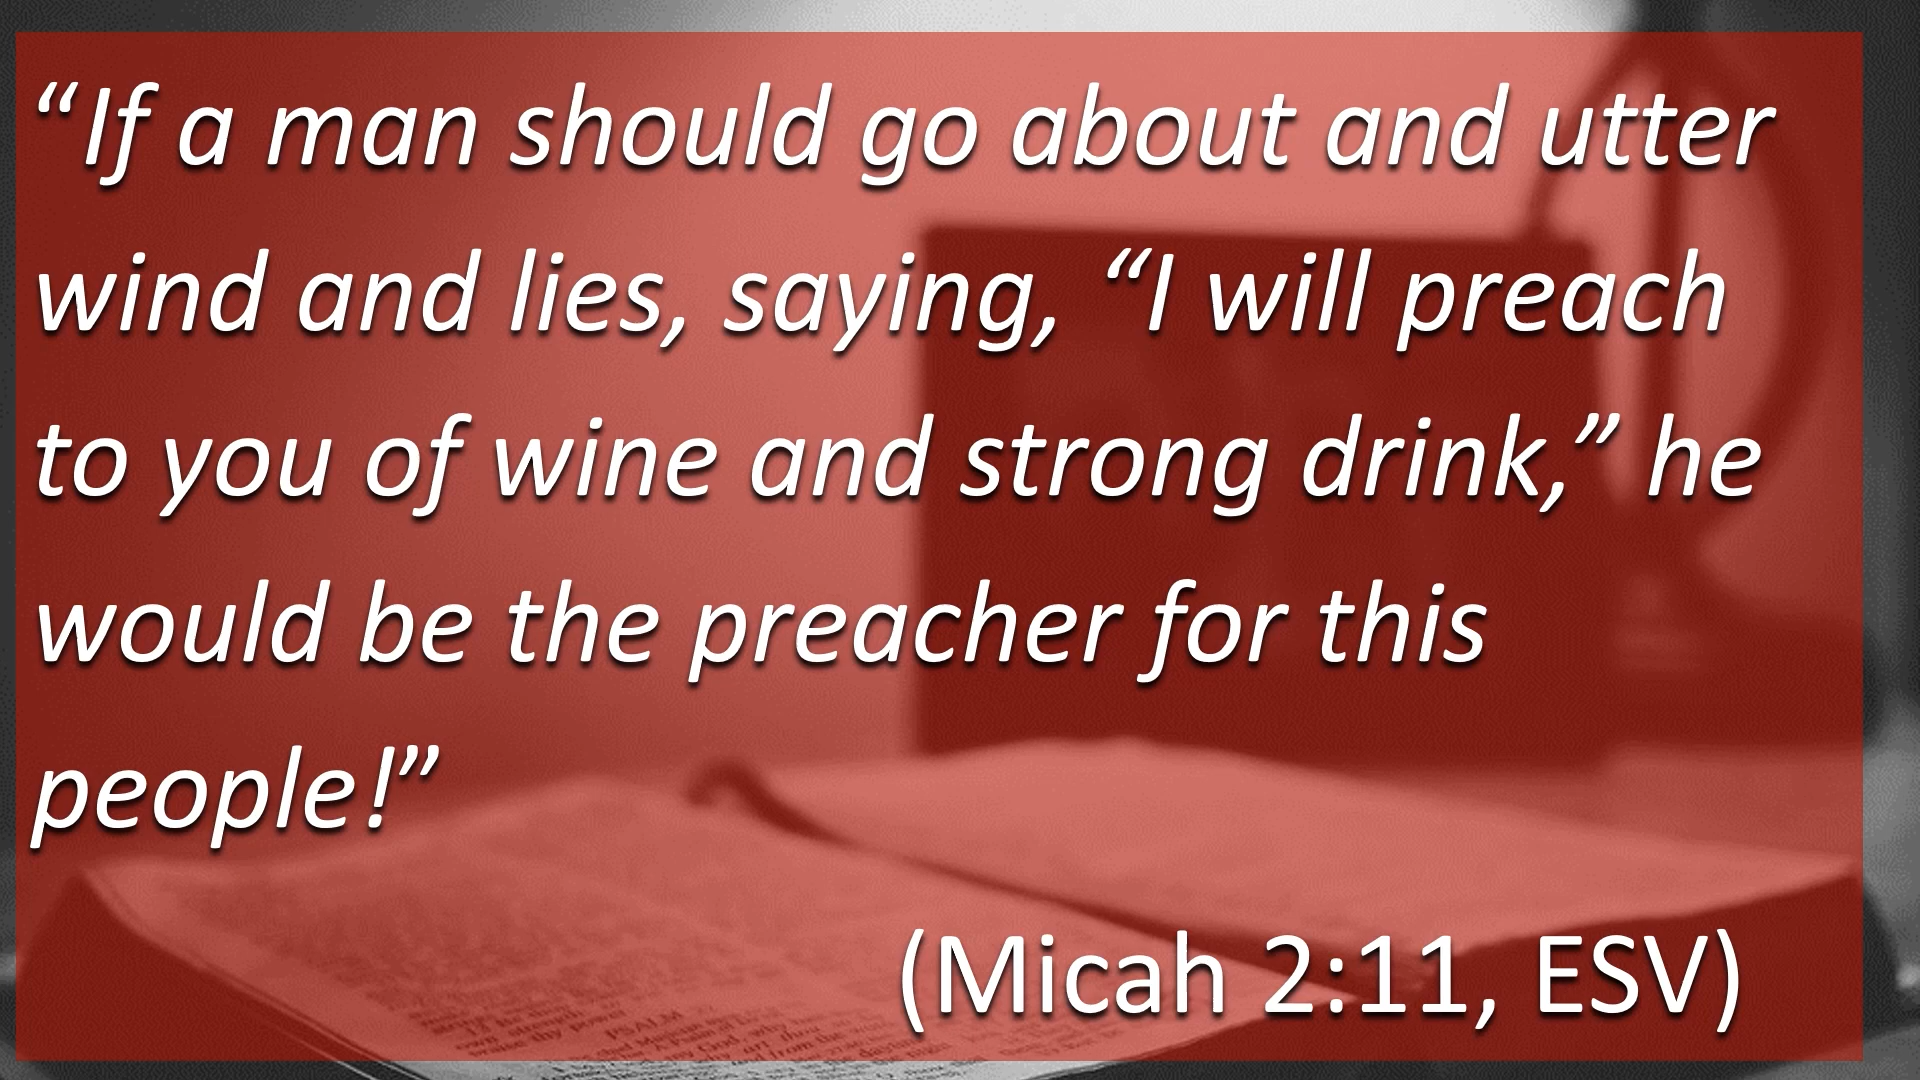 “If a man should go about and utter
wind and lies, saying, “I will preach
to you of wine and strong drink,” he
would be the preacher for this
people!”
(Micah 2:11, ESV)
PSALM